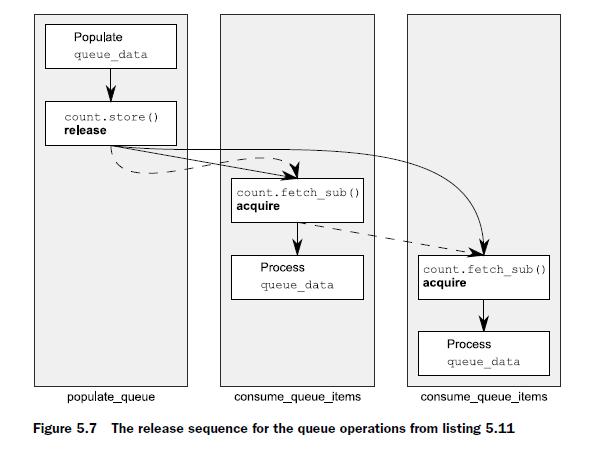 Populate
queue_data
count.store()
release
count.fetch_sub()
acquire
Process
queue_data
count.fetch_sub()
acquire
Process
queue_data
populate_queue
consume_queue_items
consume_queue_items
Figure 5.7 The release sequence for the queue operations from listing 5.11